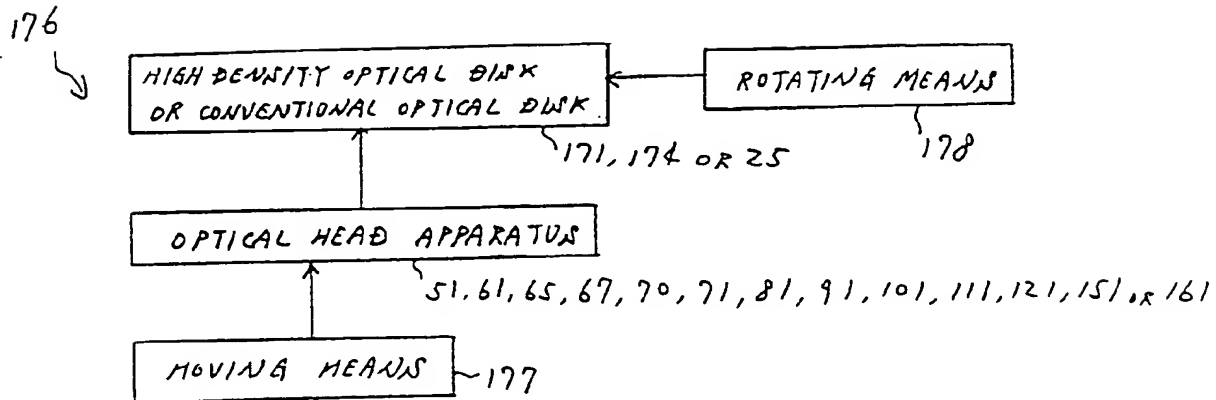 176
HIGH DENSITY OPTICAL DISK
OR CONVENTIONAL OPTICAL DISK
ROTATING MEANS
171, 174 OR 25
178
OPTICAL HEAD APPARATUS
51, 61, 65, 67, 70, 71, 81, 91, 101, 111, 121, 151 OR 161
MOVING MEANS
177